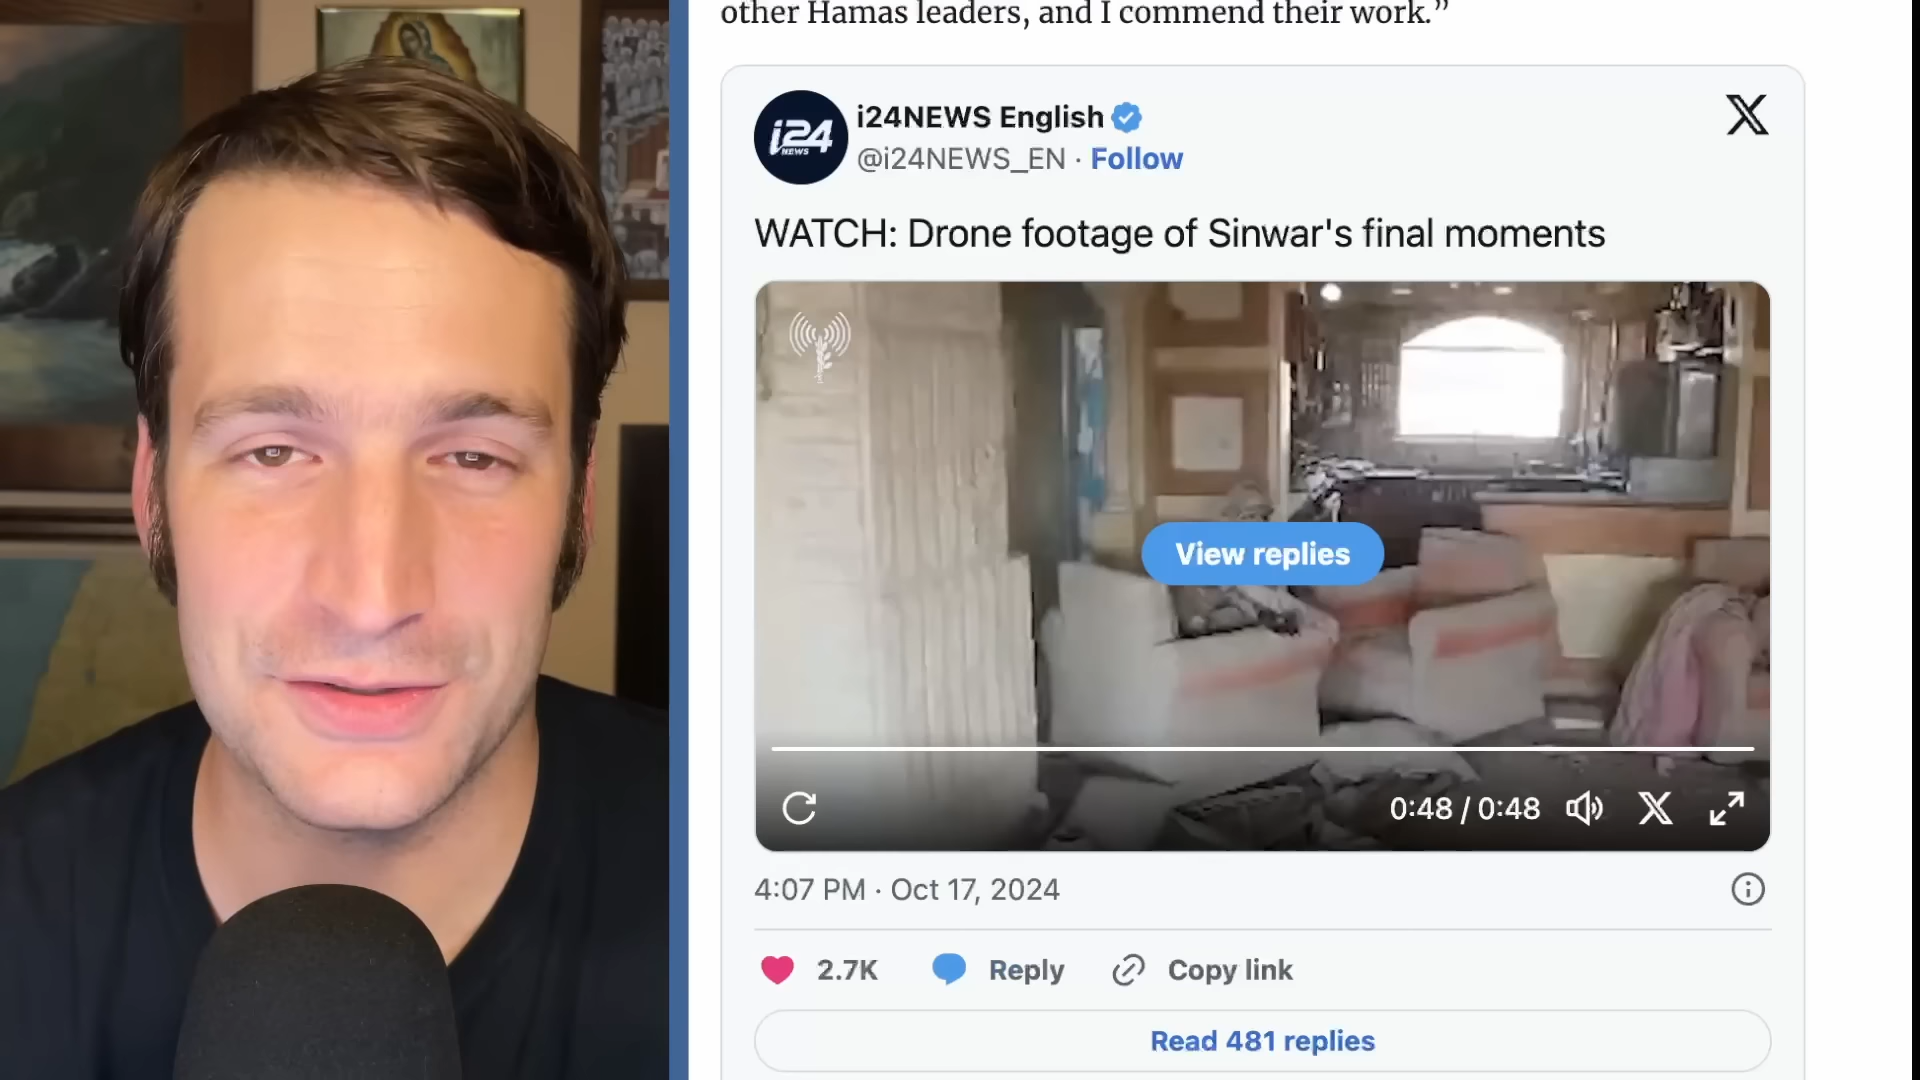 other Hamas leaders, and I commend their work.”
i24
NEWS
i24NEWS English
@i24NEWS_EN · Follow
WATCH: Drone footage of Sinwar's final moments
View replies
0:48 / 0:48
4:07 PM · Oct 17, 2024
2.7K Reply Copy link
Read 481 replies